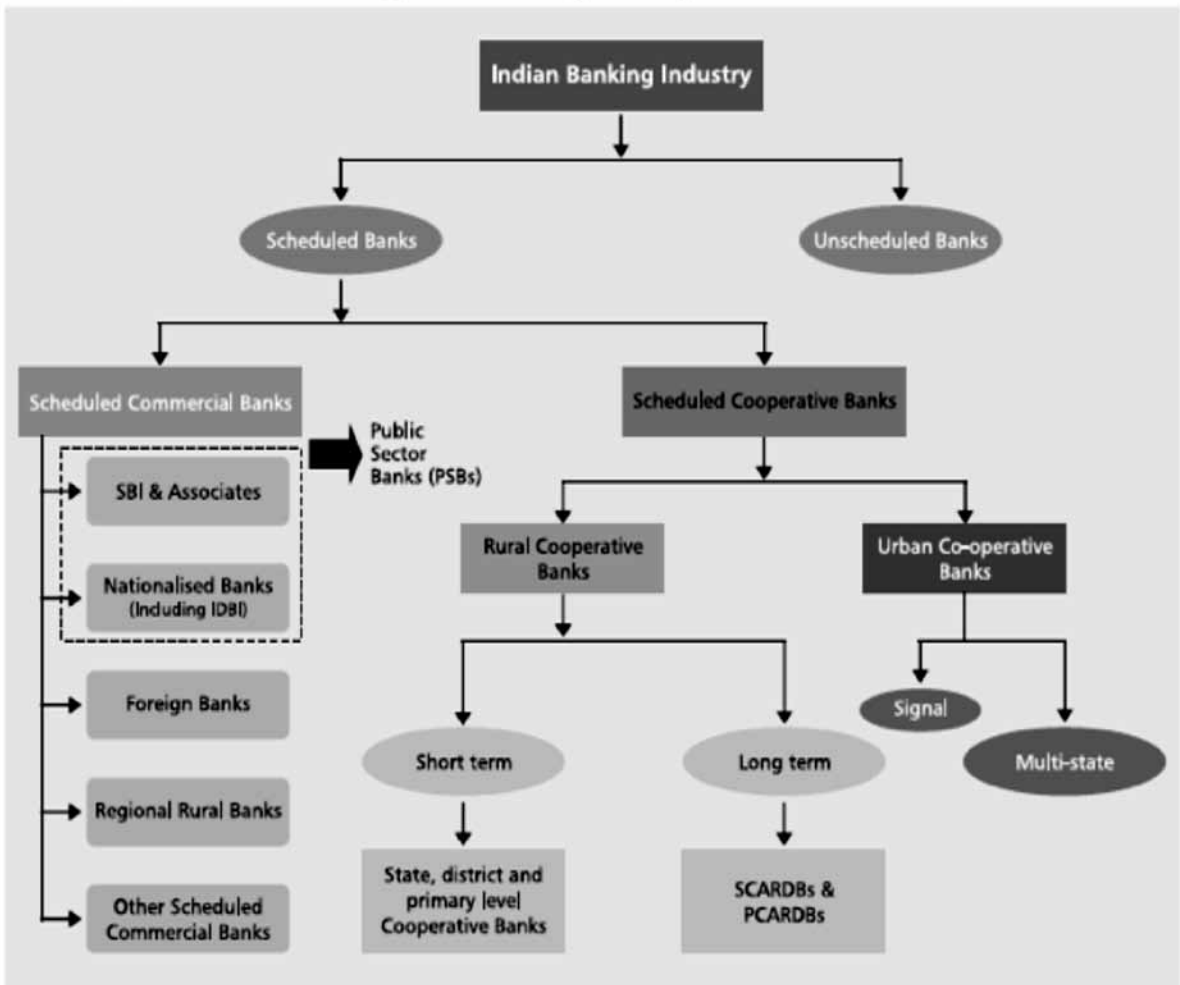 Indian Banking Industry
Scheduled Banks
Unscheduled Banks
Scheduled Commercial Banks
Scheduled Cooperative Banks
Public
Sector
Banks (PSBs)
SBI & Associates
Nationalised Banks
(Including IDBI)
Foreign Banks
Regional Rural Banks
Other Scheduled
Commercial Banks
Rural Cooperative
Banks
Urban Co-operative
Banks
Short term
Long term
Signal
Multi-state
State, district and
primary level
Cooperative Banks
SCARDBs &
PCARDBs